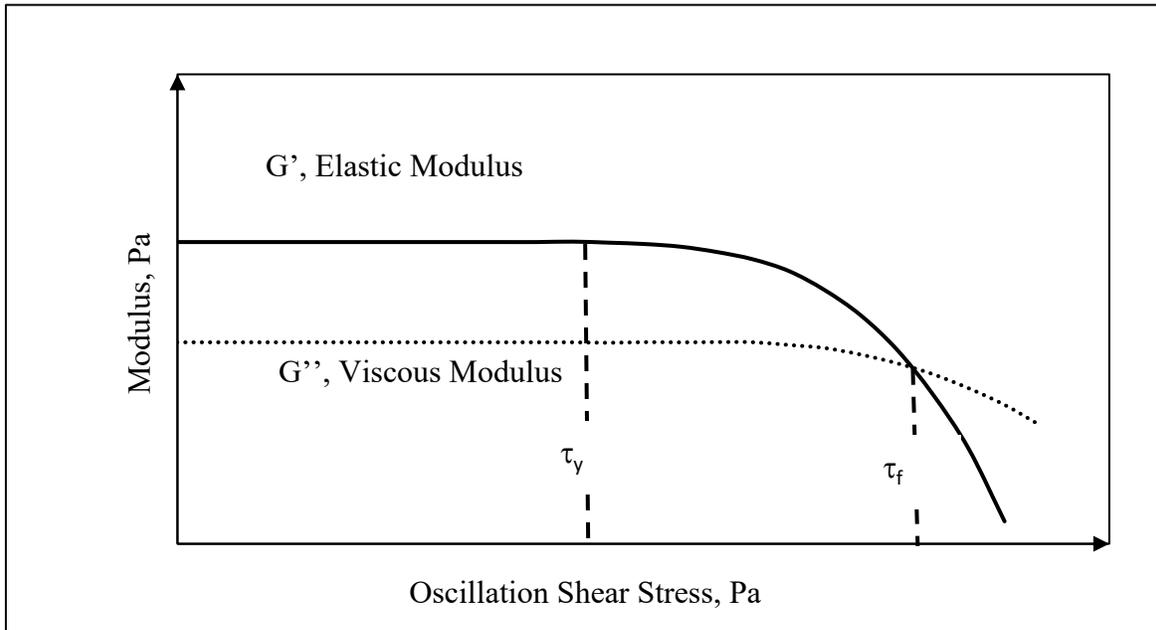 G’, Elastic Modulus
Modulus, Pa
G’’, Viscous Modulus
τy
τf
Oscillation Shear Stress, Pa